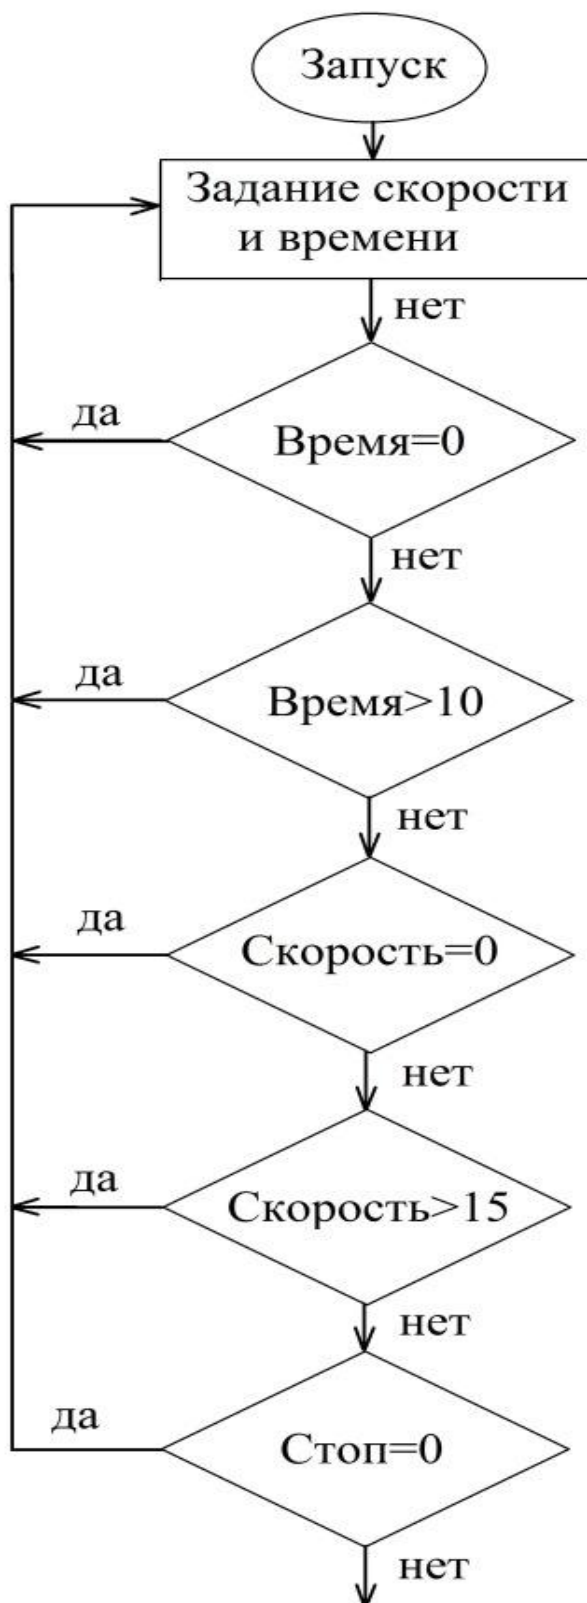 Запуск
Задание скорости
и времени
нет
да
Время=0
нет
да
Время>10
нет
да
Скорость=0
нет
да
Скорость>15
нет
да
Стоп=0
нет